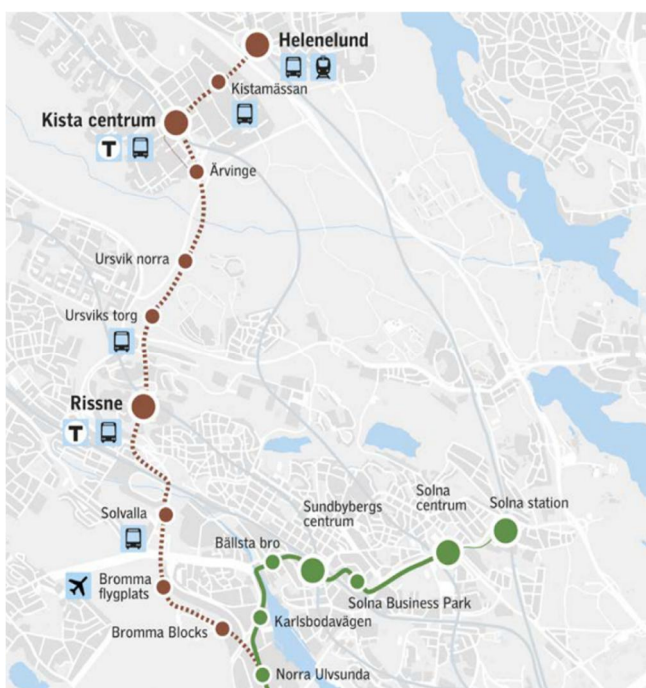 Helenelund
Kistamässan
Kista centrum
T
Ärvinge
Ursvik norra
Ursviks torg
Rissne
T
Solvalla
Sundbybergs
centrum
Solna
centrum
Solna station
Bällsta bro
Bromma
flygplats
Solna Business Park
Karlsbodavägen
Bromma Blocks
Norra Ulvsunda